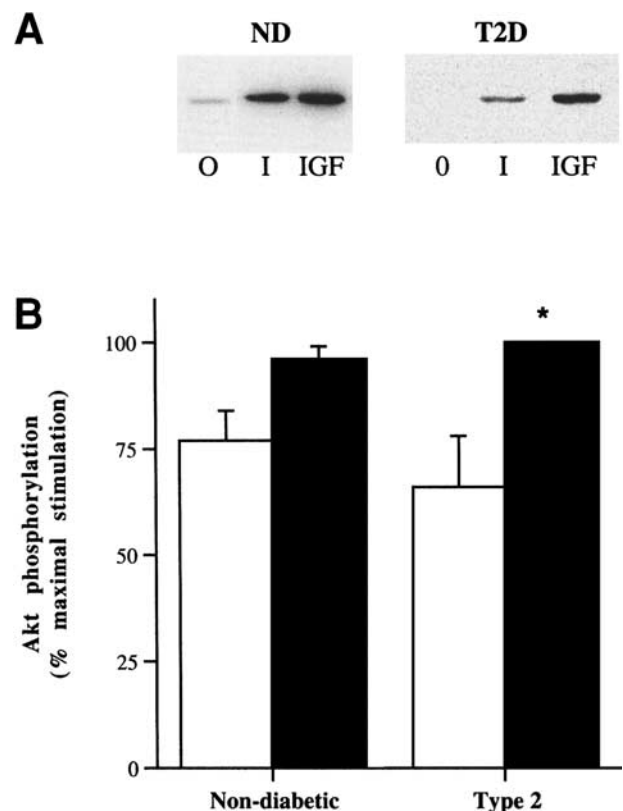 A
ND
T2D
O I IGF
0 I IGF
B
Akt phosphorylation
(% maximal stimulation)
100
75
50
25
0
*
Non-diabetic
Type 2